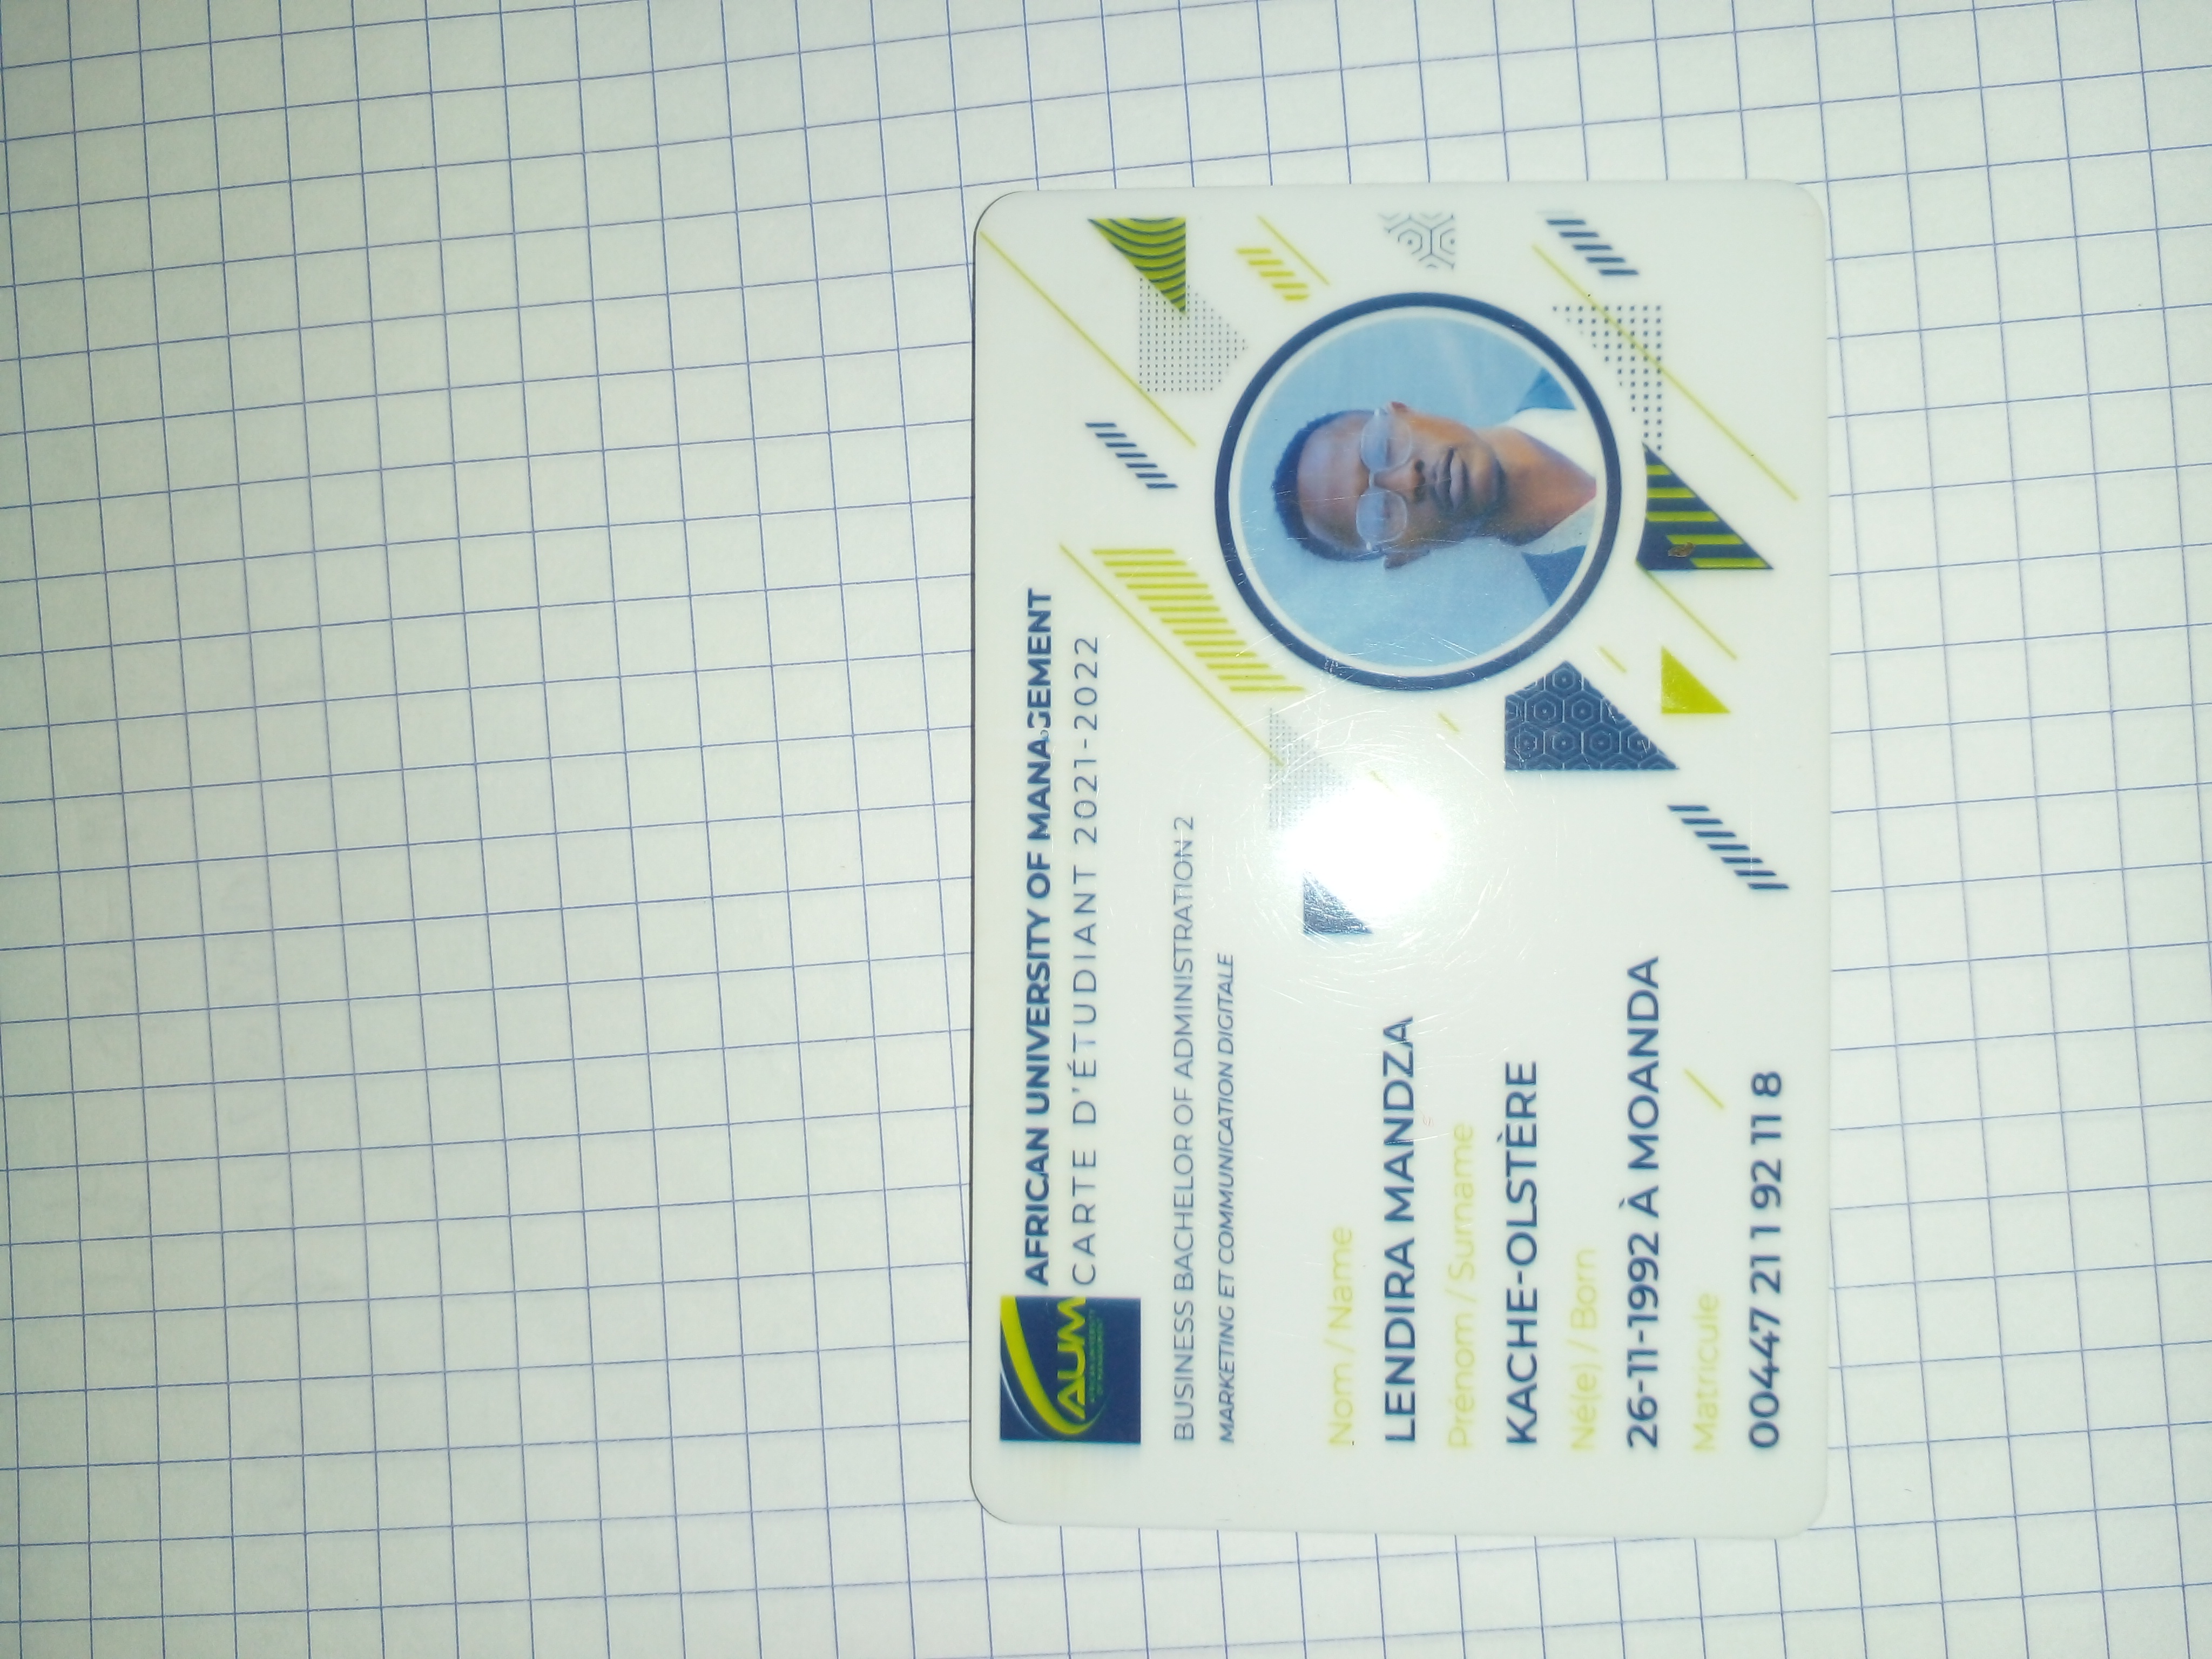 AUM
AFRICAN UNIVERSITY
OF MANAGEMENT
AFRICAN UNIVERSITY OF MANAGEMENT
CARTE D'ÉTUDIANT 2021-2022
BUSINESS BACHELOR OF ADMINISTRATION 2
MARKETING ET COMMUNICATION DIGITALE
Nom / Name
LENDIRA MANDZA
Prénom / Surname
KACHE-OLSTÈRE
Né(e) / Born
26-11-1992 À MOANDA
Matricule
00447 21 1 92 11 8